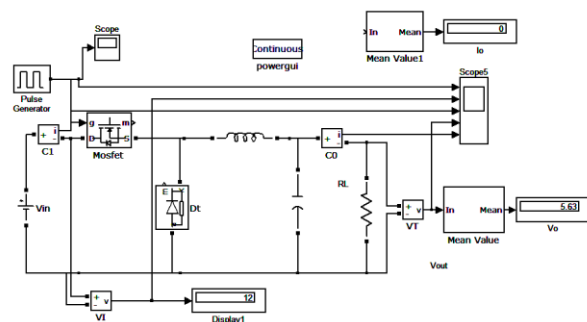 Scope
Continuous
powergui
In Mean
Mean Value1
0
Io
Scope5
Pulse
Generator
g m
D S
Mosfet
+ - i
C1
+ - i
C0
Vin
E Y
Dt
RL
+ - v
VT
In Mean
Mean Value
5.63
Vo
Vout
+ - v
VI
12
Display1